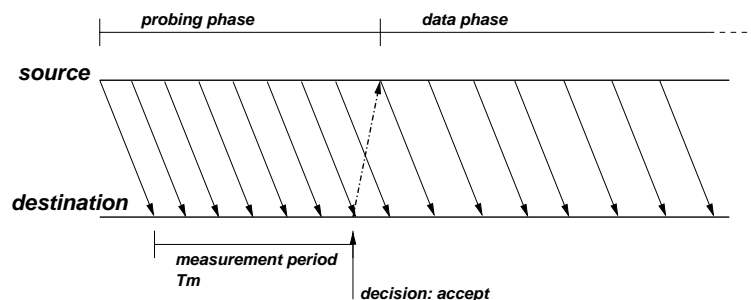 probing phase
data phase
source
destination
measurement period
Tm
decision: accept